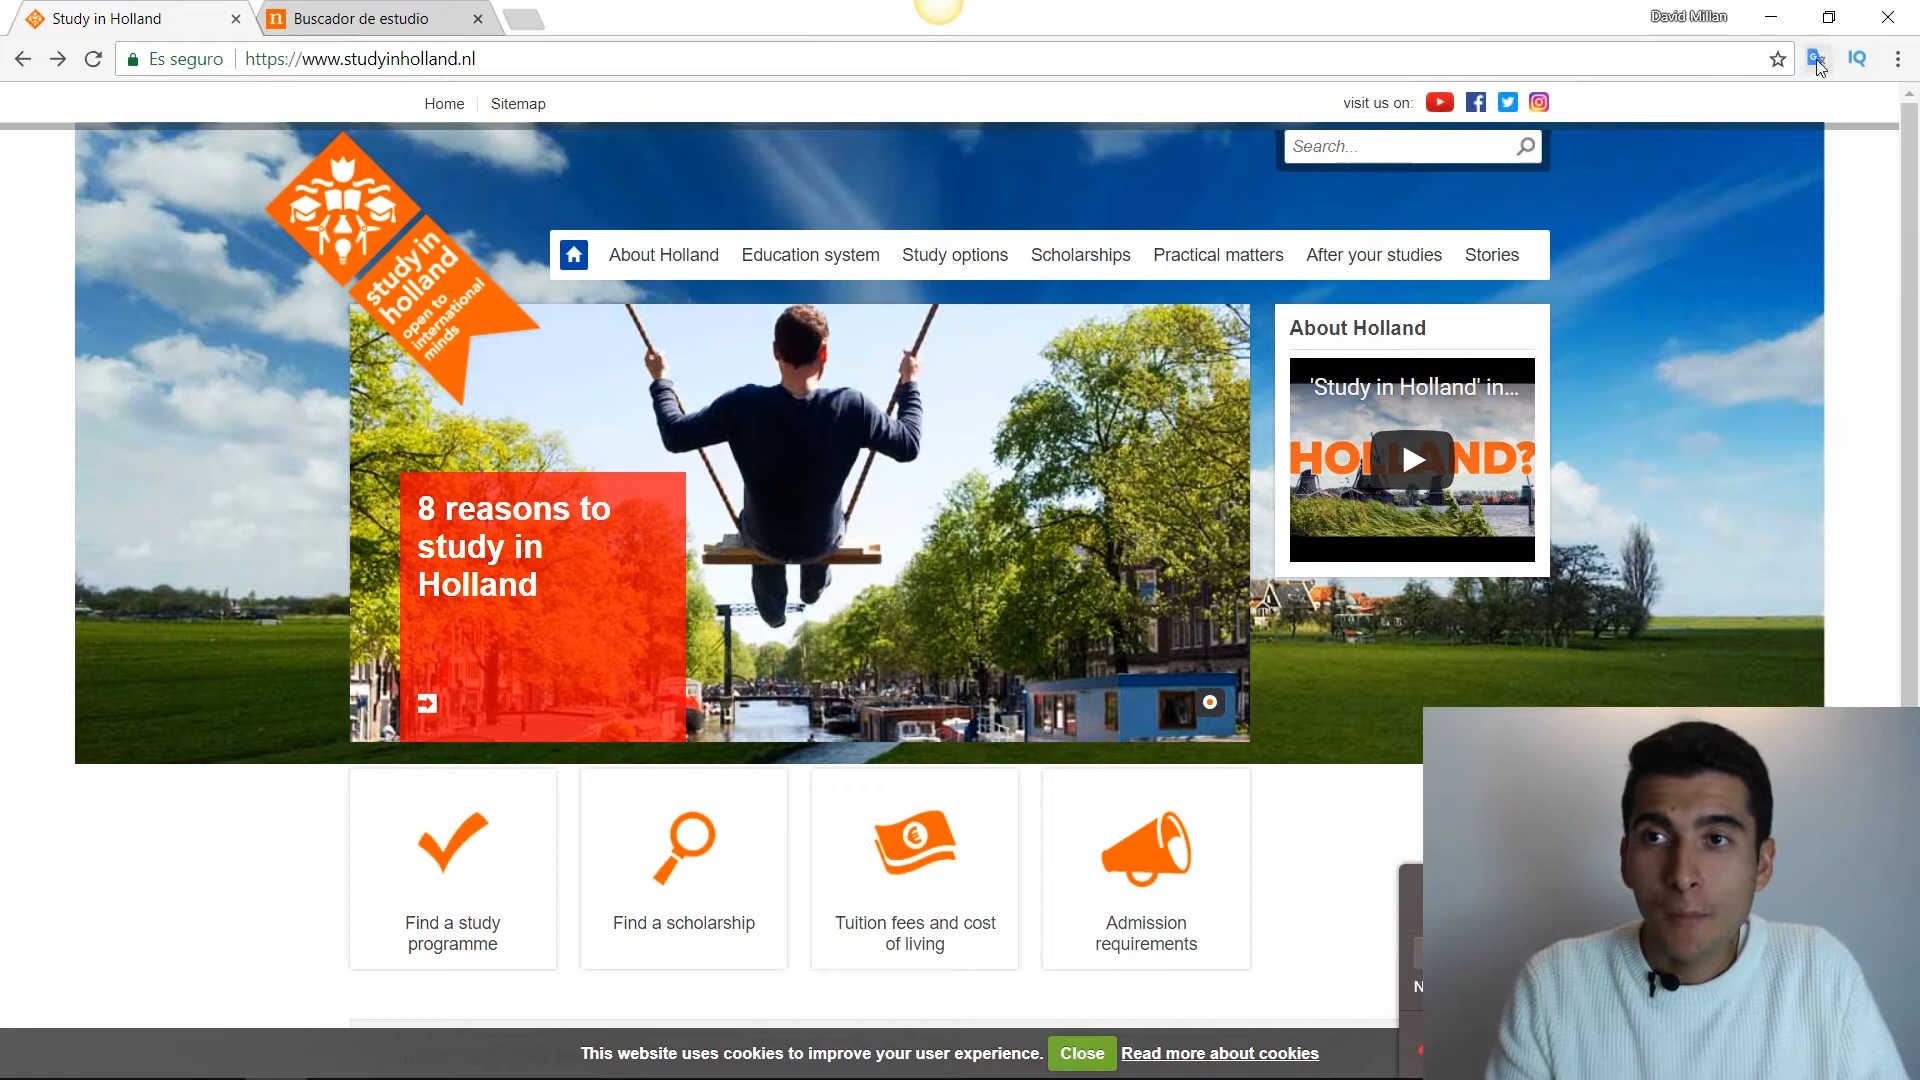 Study in Holland
Buscador de estudio
David Millan
Es seguro
https://www.studyinholland.nl
IQ
Home
Sitemap
visit us on:
Search...
study in
holland
open to
international
minds
About Holland
Education system
Study options
Scholarships
Practical matters
After your studies
Stories
About Holland
'Study in Holland' in...
HOLLAND?
8 reasons to
study in
Holland
Find a study
programme
Find a scholarship
Tuition fees and cost
of living
Admission
requirements
N
This website uses cookies to improve your user experience.
Close
Read more about cookies